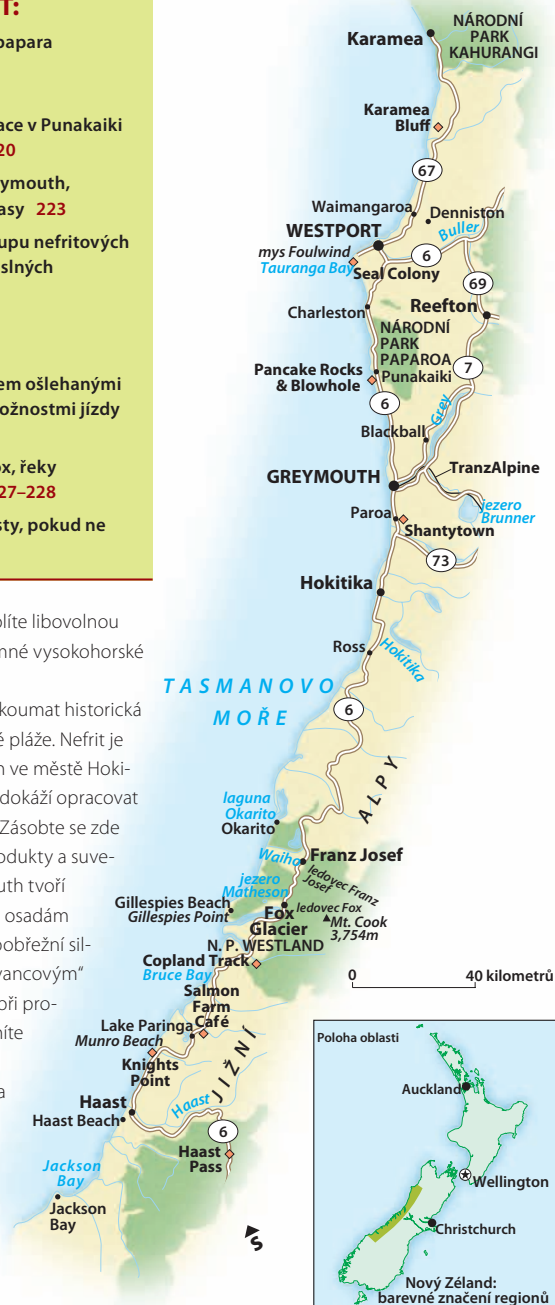 T:
papara
ace v Punakaiki
20
ymouth,
asy 223
upu nefritových
slných
em ošlehanými
ožnostmi jízdy
ox, řeky
27–228
sty, pokud ne
olíte libovolnou
mné vysokohorské
koumat historická
é pláže. Nefrit je
n ve městě Hoki-
dokáží opracovat
Zásobte se zde
odukty a suve-
uth tvoří
osadám
pobřežní sil-
vancovým“
oři pro-
níte
a
NÁRODNÍ
PARK
KAHURANGI
Karamea
Karamea
Bluff
67
Waimangaroa
Denniston
Buller
WESTPORT
mys Foulwind
Tauranga Bay
Seal Colony
6
69
Charleston
Reefton
NÁRODNÍ
PARK
PAPAROA
Punakaiki
Pancake Rocks
& Blowhole
7
6
Grey
Blackball
GREYMOUTH
TranzAlpine
jezero
Brunner
Paroa
Shantytown
73
Hokitika
Ross
Hokitika
TASMANOVO
MOŘE
6
ALPY
laguna
Okarito
Okarito
Waiho
Franz Josef
ledovec Franz
Josef
jezero
Matheson
Gillespies Beach
Gillespies Point
Fox
Glacier
ledovec Fox
Mt. Cook
3,754m
N. P. WESTLAND
Copland Track
Bruce Bay
0 40 kilometrů
Salmon
Farm
Café
Lake Paringa
Munro Beach
Knights
Point
JIŽNÍ
Haast
Haast Beach
Haast
6
Haast
Pass
Jackson
Bay
Jackson
Bay
S
Poloha oblasti
Auckland
Wellington
Christchurch
Nový Zéland:
barevné značení regionů